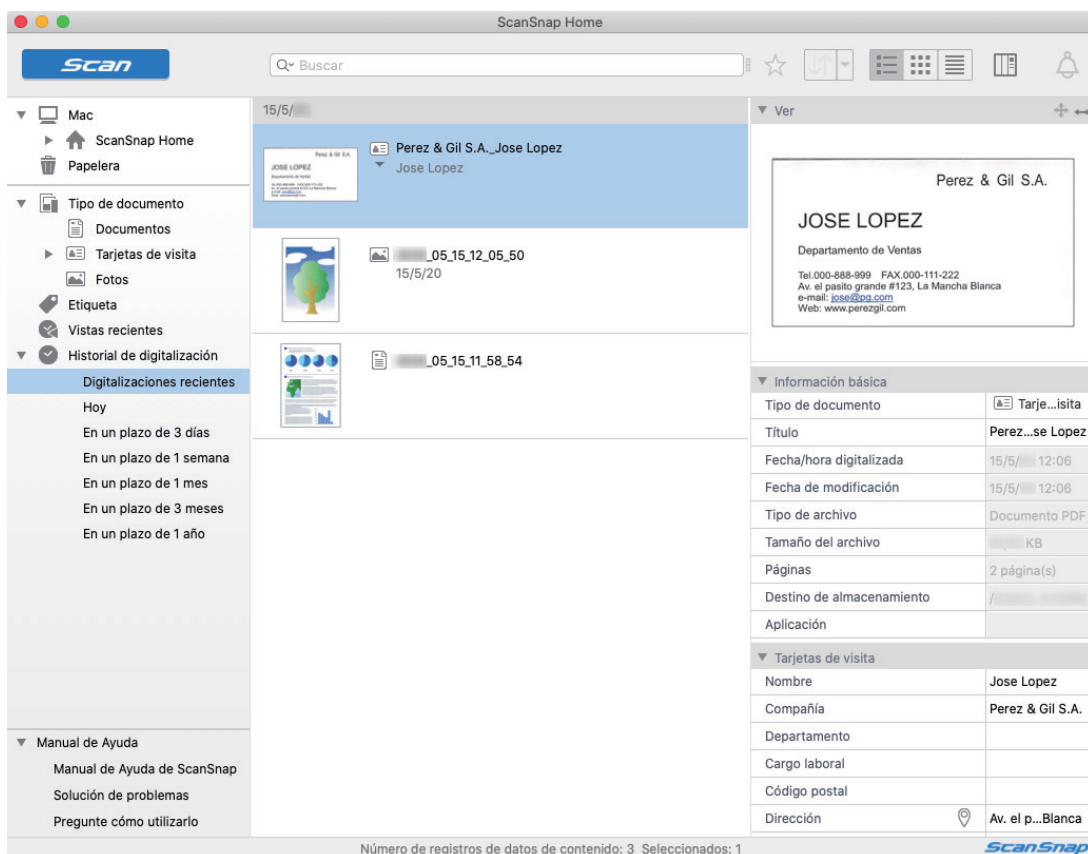 ScanSnap Home
Scan
Buscar
Mac
ScanSnap Home
Papelera
Tipo de documento
Documentos
Tarjetas de visita
Fotos
Etiqueta
Vistas recientes
Historial de digitalización
Digitalizaciones recientes
Hoy
En un plazo de 3 días
En un plazo de 1 semana
En un plazo de 1 mes
En un plazo de 3 meses
En un plazo de 1 año
Manual de Ayuda
Manual de Ayuda de ScanSnap
Solución de problemas
Pregunte cómo utilizarlo
15/5/
Perez & Gil S.A.
JOSE LOPEZ
Perez & Gil S.A._Jose Lopez
Jose Lopez
_05_15_12_05_50
15/5/20
_05_15_11_58_54
Ver
Perez & Gil S.A.
JOSE LOPEZ
Departamento de Ventas
Tel.000-888-999 FAX.000-111-222
Av. el pasito grande #123, La Mancha Blanca
e-mail: jose@pg.com
Web: www.perezgil.com
Información básica
Tipo de documento Tarje...isita
Título Perez...se Lopez
Fecha/hora digitalizada 15/5/ 12:06
Fecha de modificación 15/5/ 12:06
Tipo de archivo Documento PDF
Tamaño del archivo KB
Páginas 2 página(s)
Destino de almacenamiento /
Aplicación
Tarjetas de visita
Nombre Jose Lopez
Compañía Perez & Gil S.A.
Departamento
Cargo laboral
Código postal
Dirección Av. el p...Blanca
Número de registros de datos de contenido: 3 Seleccionados: 1
ScanSnap